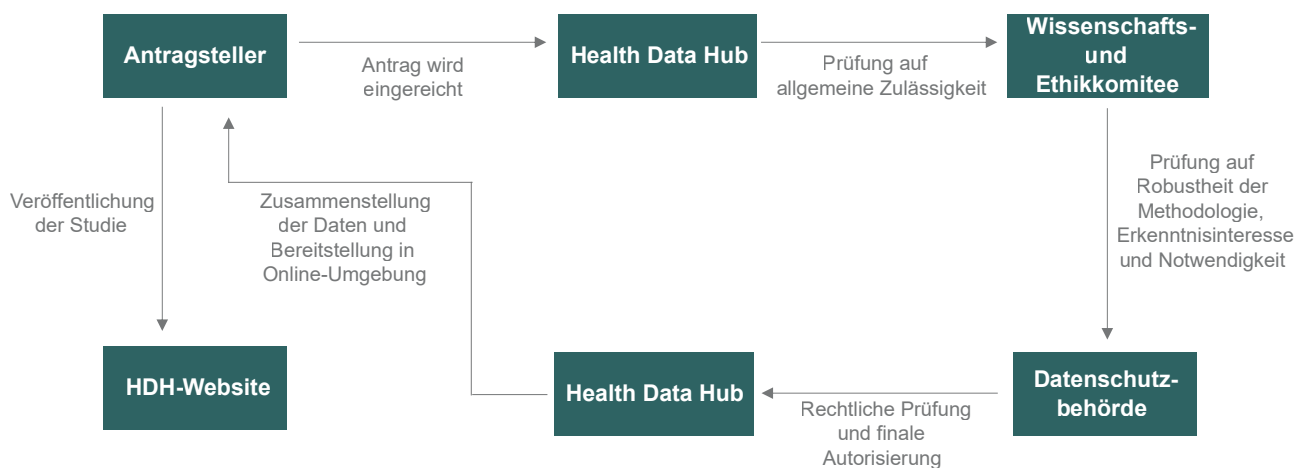 Antragsteller
Antrag wird
eingereicht
Health Data Hub
Prüfung auf
allgemeine Zulässigkeit
Wissenschafts-
und
Ethikkomitee
Prüfung auf
Robustheit der
Methodologie,
Erkenntnisinteresse
und Notwendigkeit
Datenschutz-
behörde
Rechtliche Prüfung
und finale
Autorisierung
Health Data Hub
Zusammenstellung
der Daten und
Bereitstellung in
Online-Umgebung
Veröffentlichung
der Studie
HDH-Website